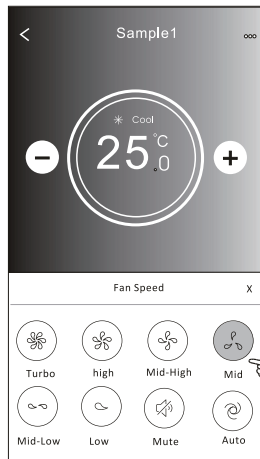 Sample1
Cool
25.0°C
Fan Speed X
Turbo high Mid-High Mid
Mid-Low Low Mute Auto